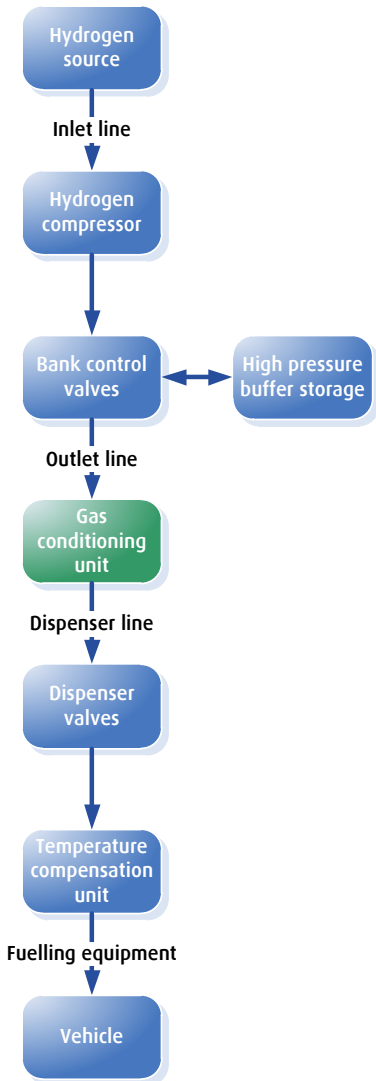 Hydrogen
source
Inlet line
Hydrogen
compressor
Bank control
valves
High pressure
buffer storage
Outlet line
Gas
conditioning
unit
Dispenser line
Dispenser
valves
Temperature
compensation
unit
Fuelling equipment
Vehicle